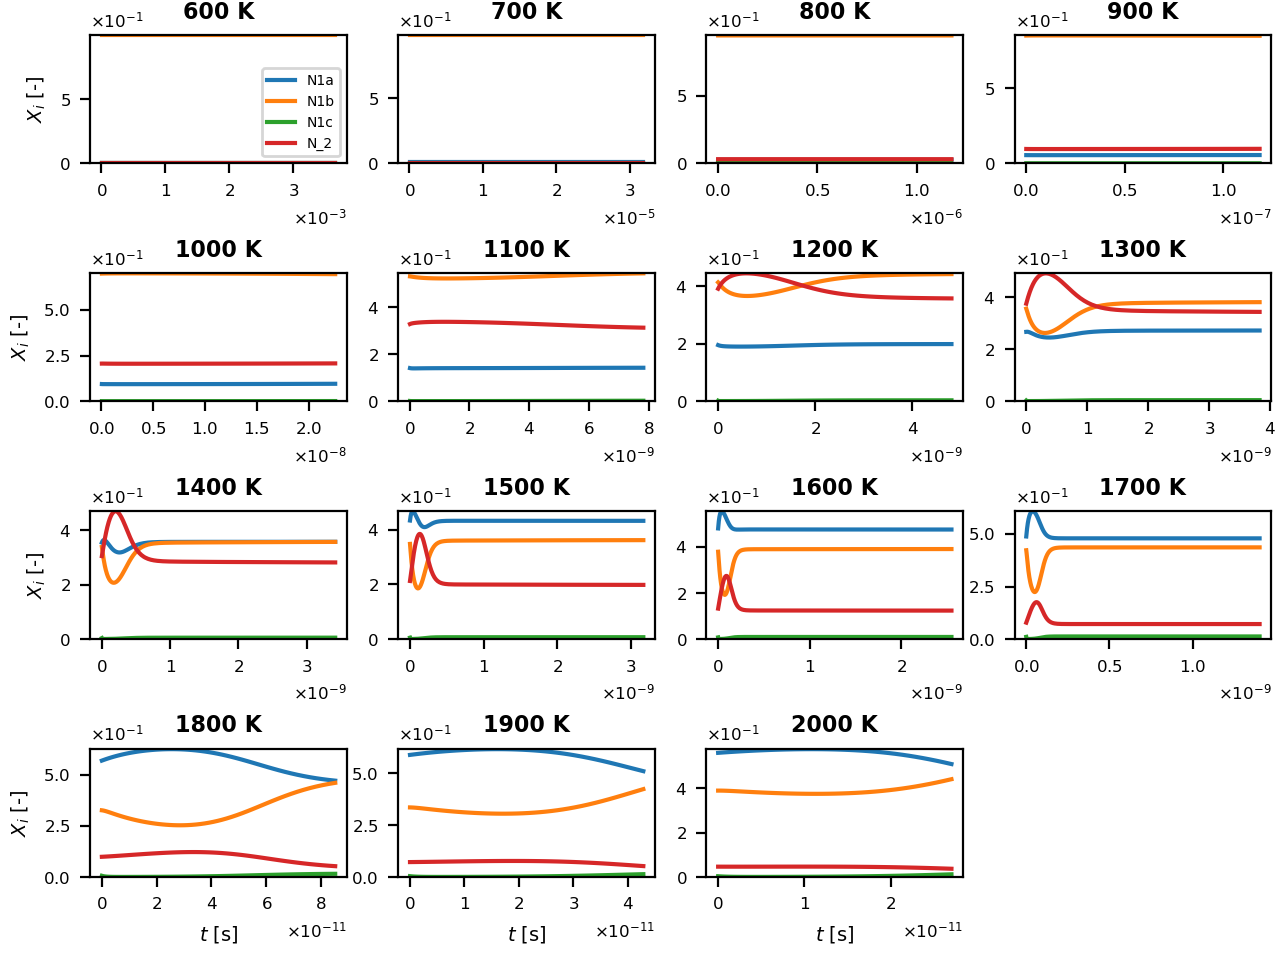 600 K 700 K 800 K 900 K
×10⁻¹ ×10⁻¹ ×10⁻¹ ×10⁻¹
X_i [-]
5 5 5 5
N1a
N1b
N1c
N_2
0 0 0 0
0 1 2 3 0 1 2 3 0.0 0.5 1.0 0.0 0.5 1.0
×10⁻³ ×10⁻⁵ ×10⁻⁶ ×10⁻⁷
1000 K 1100 K 1200 K 1300 K
×10⁻¹ ×10⁻¹ ×10⁻¹ ×10⁻¹
5.0 4 4 4
X_i [-]
2.5 2 2 2
0.0 0 0 0
0.0 0.5 1.0 1.5 2.0 0 2 4 6 8 0 2 4 0 1 2 3 4
×10⁻⁸ ×10⁻⁹ ×10⁻⁹ ×10⁻⁹
1400 K 1500 K 1600 K 1700 K
×10⁻¹ ×10⁻¹ ×10⁻¹ ×10⁻¹
4 4 4 5.0
X_i [-]
2 2 2 2.5
0 0 0 0.0
0 1 2 3 0 1 2 3 0 1 2 0.0 0.5 1.0
×10⁻⁹ ×10⁻⁹ ×10⁻⁹ ×10⁻⁹
1800 K 1900 K 2000 K
×10⁻¹ ×10⁻¹ ×10⁻¹
5.0 5.0 4
X_i [-]
2.5 2.5 2
0.0 0.0 0
0 2 4 6 8 0 1 2 3 4 0 1 2
t [s] ×10⁻¹¹ t [s] ×10⁻¹¹ t [s] ×10⁻¹¹